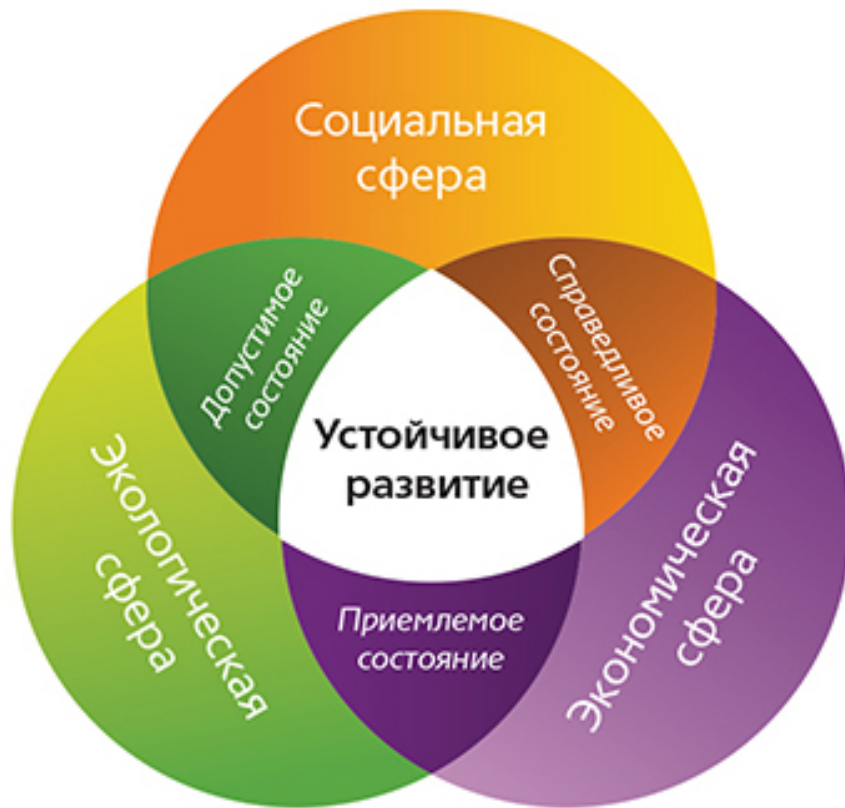 Социальная
сфера
Допустимое
состояние
Справедливое
состояние
Устойчивое
развитие
Экологическая
сфера
Приемлемое
состояние
Экономическая
сфера